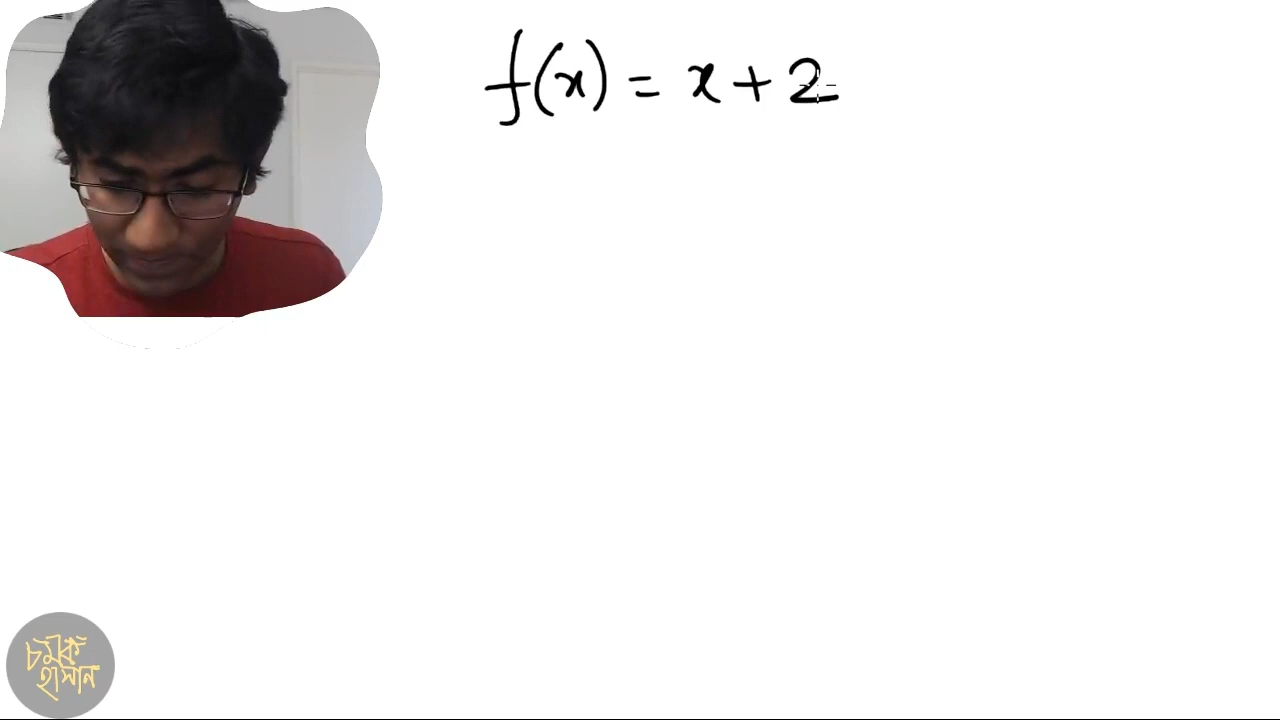 f(x) = x + 2
চমক
হাসান